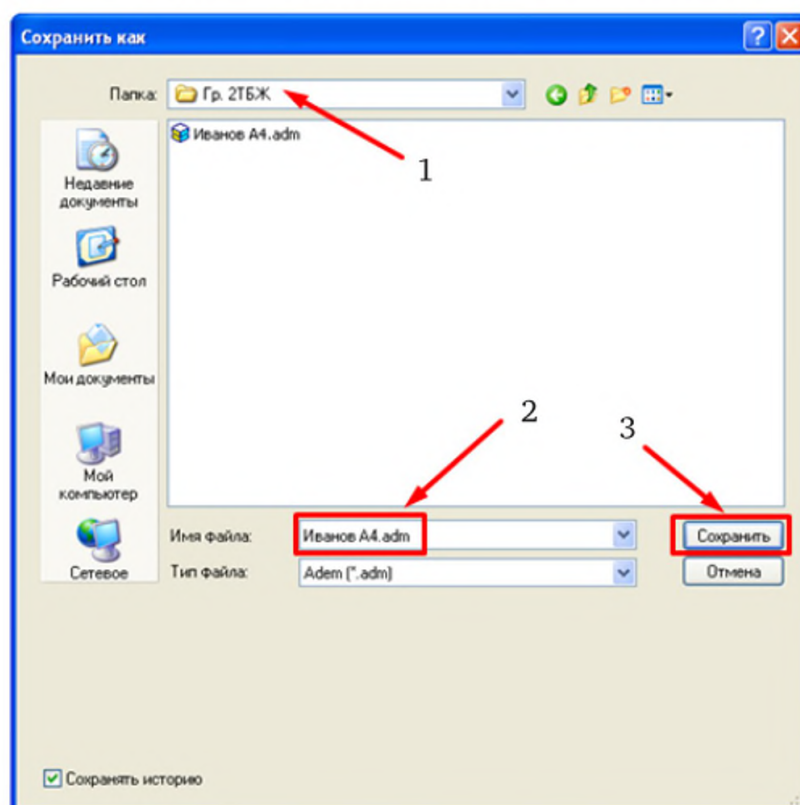 Сохранить как
Папка: Гр. 2ТБЖ
Иванов А4.adm
1
Недавние
документы
Рабочий стол
Мои документы
2
3
Мой
компьютер
Имя файла: Иванов А4.adm Сохранить
Сетевое Тип файла: Adem (*.adm) Отмена
Сохранять историю